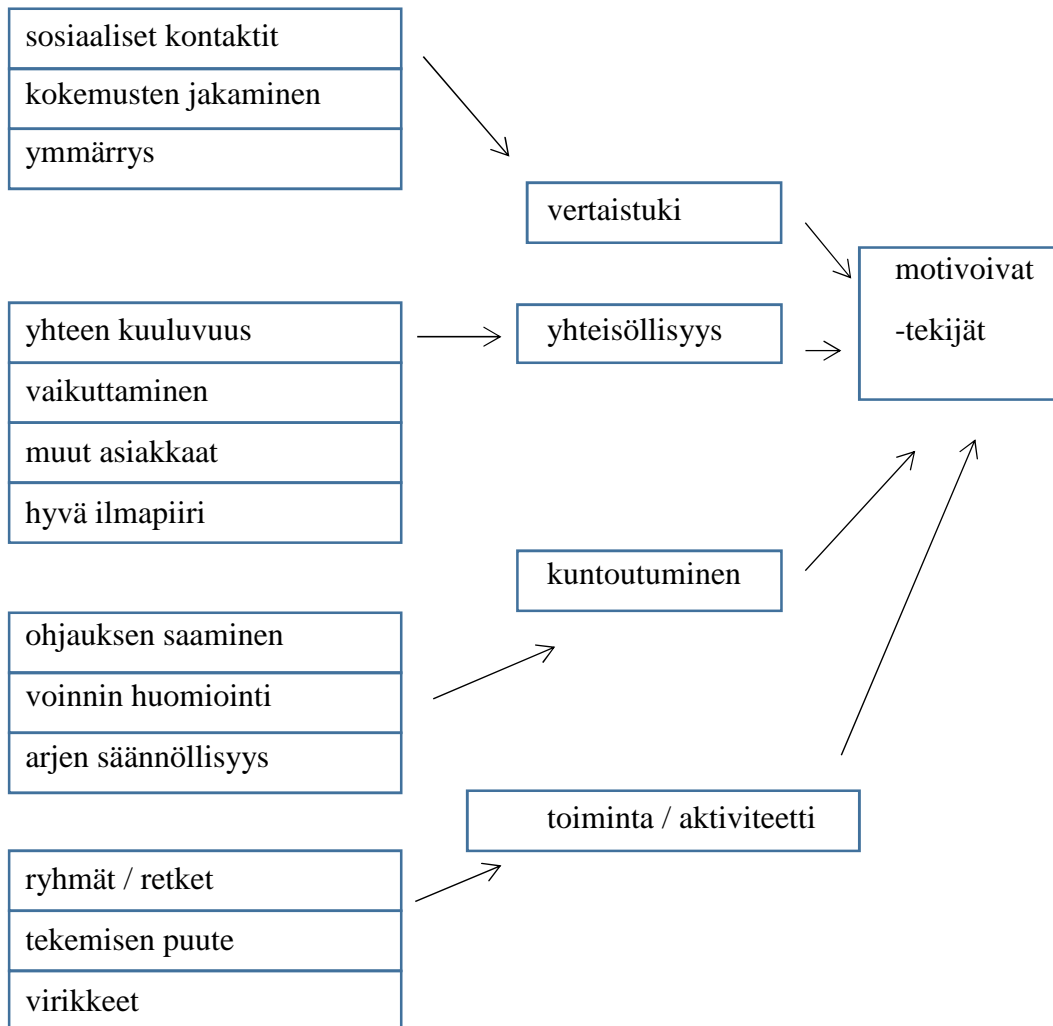 sosiaaliset kontaktit
kokemusten jakaminen
ymmärrys
vertaistuki
motivoivat
-tekijät
yhteen kuuluvuus
yhteisöllisyys
vaikuttaminen
muut asiakkaat
hyvä ilmapiiri
kuntoutuminen
ohjauksen saaminen
voinnin huomiointi
arjen säännöllisyys
toiminta / aktiviteetti
ryhmät / retket
tekemisen puute
virikkeet